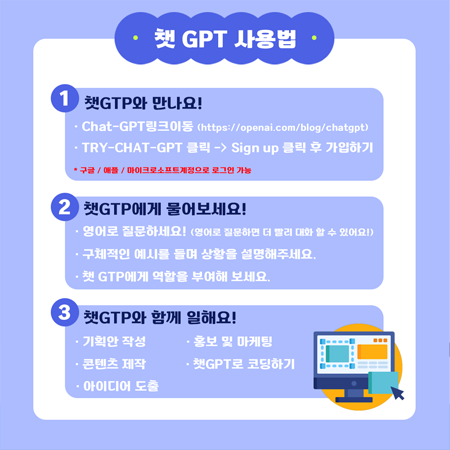 챗 GPT 사용법
1 챗GTP와 만나요!
· Chat-GPT링크이동 (https://openai.com/blog/chatgpt)
· TRY-CHAT-GPT 클릭 -> Sign up 클릭 후 가입하기
* 구글 / 애플 / 마이크로소프트계정으로 로그인 가능
2 챗GTP에게 물어보세요!
· 영어로 질문하세요! (영어로 질문하면 더 빨리 대화 할 수 있어요!)
· 구체적인 예시를 들며 상황을 설명해주세요.
· 챗 GTP에게 역할을 부여해 보세요.
3 챗GTP와 함께 일해요!
· 기획안 작성 · 홍보 및 마케팅
· 콘텐츠 제작 · 챗GPT로 코딩하기
· 아이디어 도출